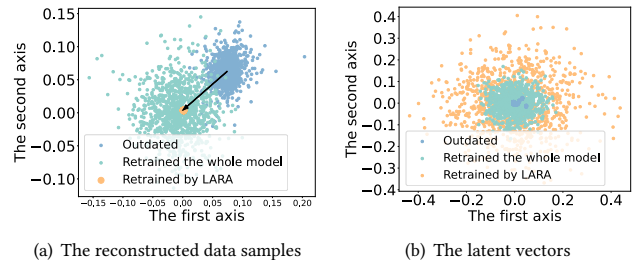 0.15
0.10
0.05
0.00
−0.05
−0.10
The second axis
Outdated
Retrained the whole model
Retrained by LARA
−0.15 −0.10 −0.05 0.00 0.05 0.10 0.15 0.20
The first axis
(a) The reconstructed data samples
0.4
0.3
0.2
0.1
0.0
−0.1
−0.2
−0.3
−0.4
The second axis
Outdated
Retrained the whole model
Retrained by LARA
−0.4 −0.2 0.0 0.2 0.4
The first axis
(b) The latent vectors